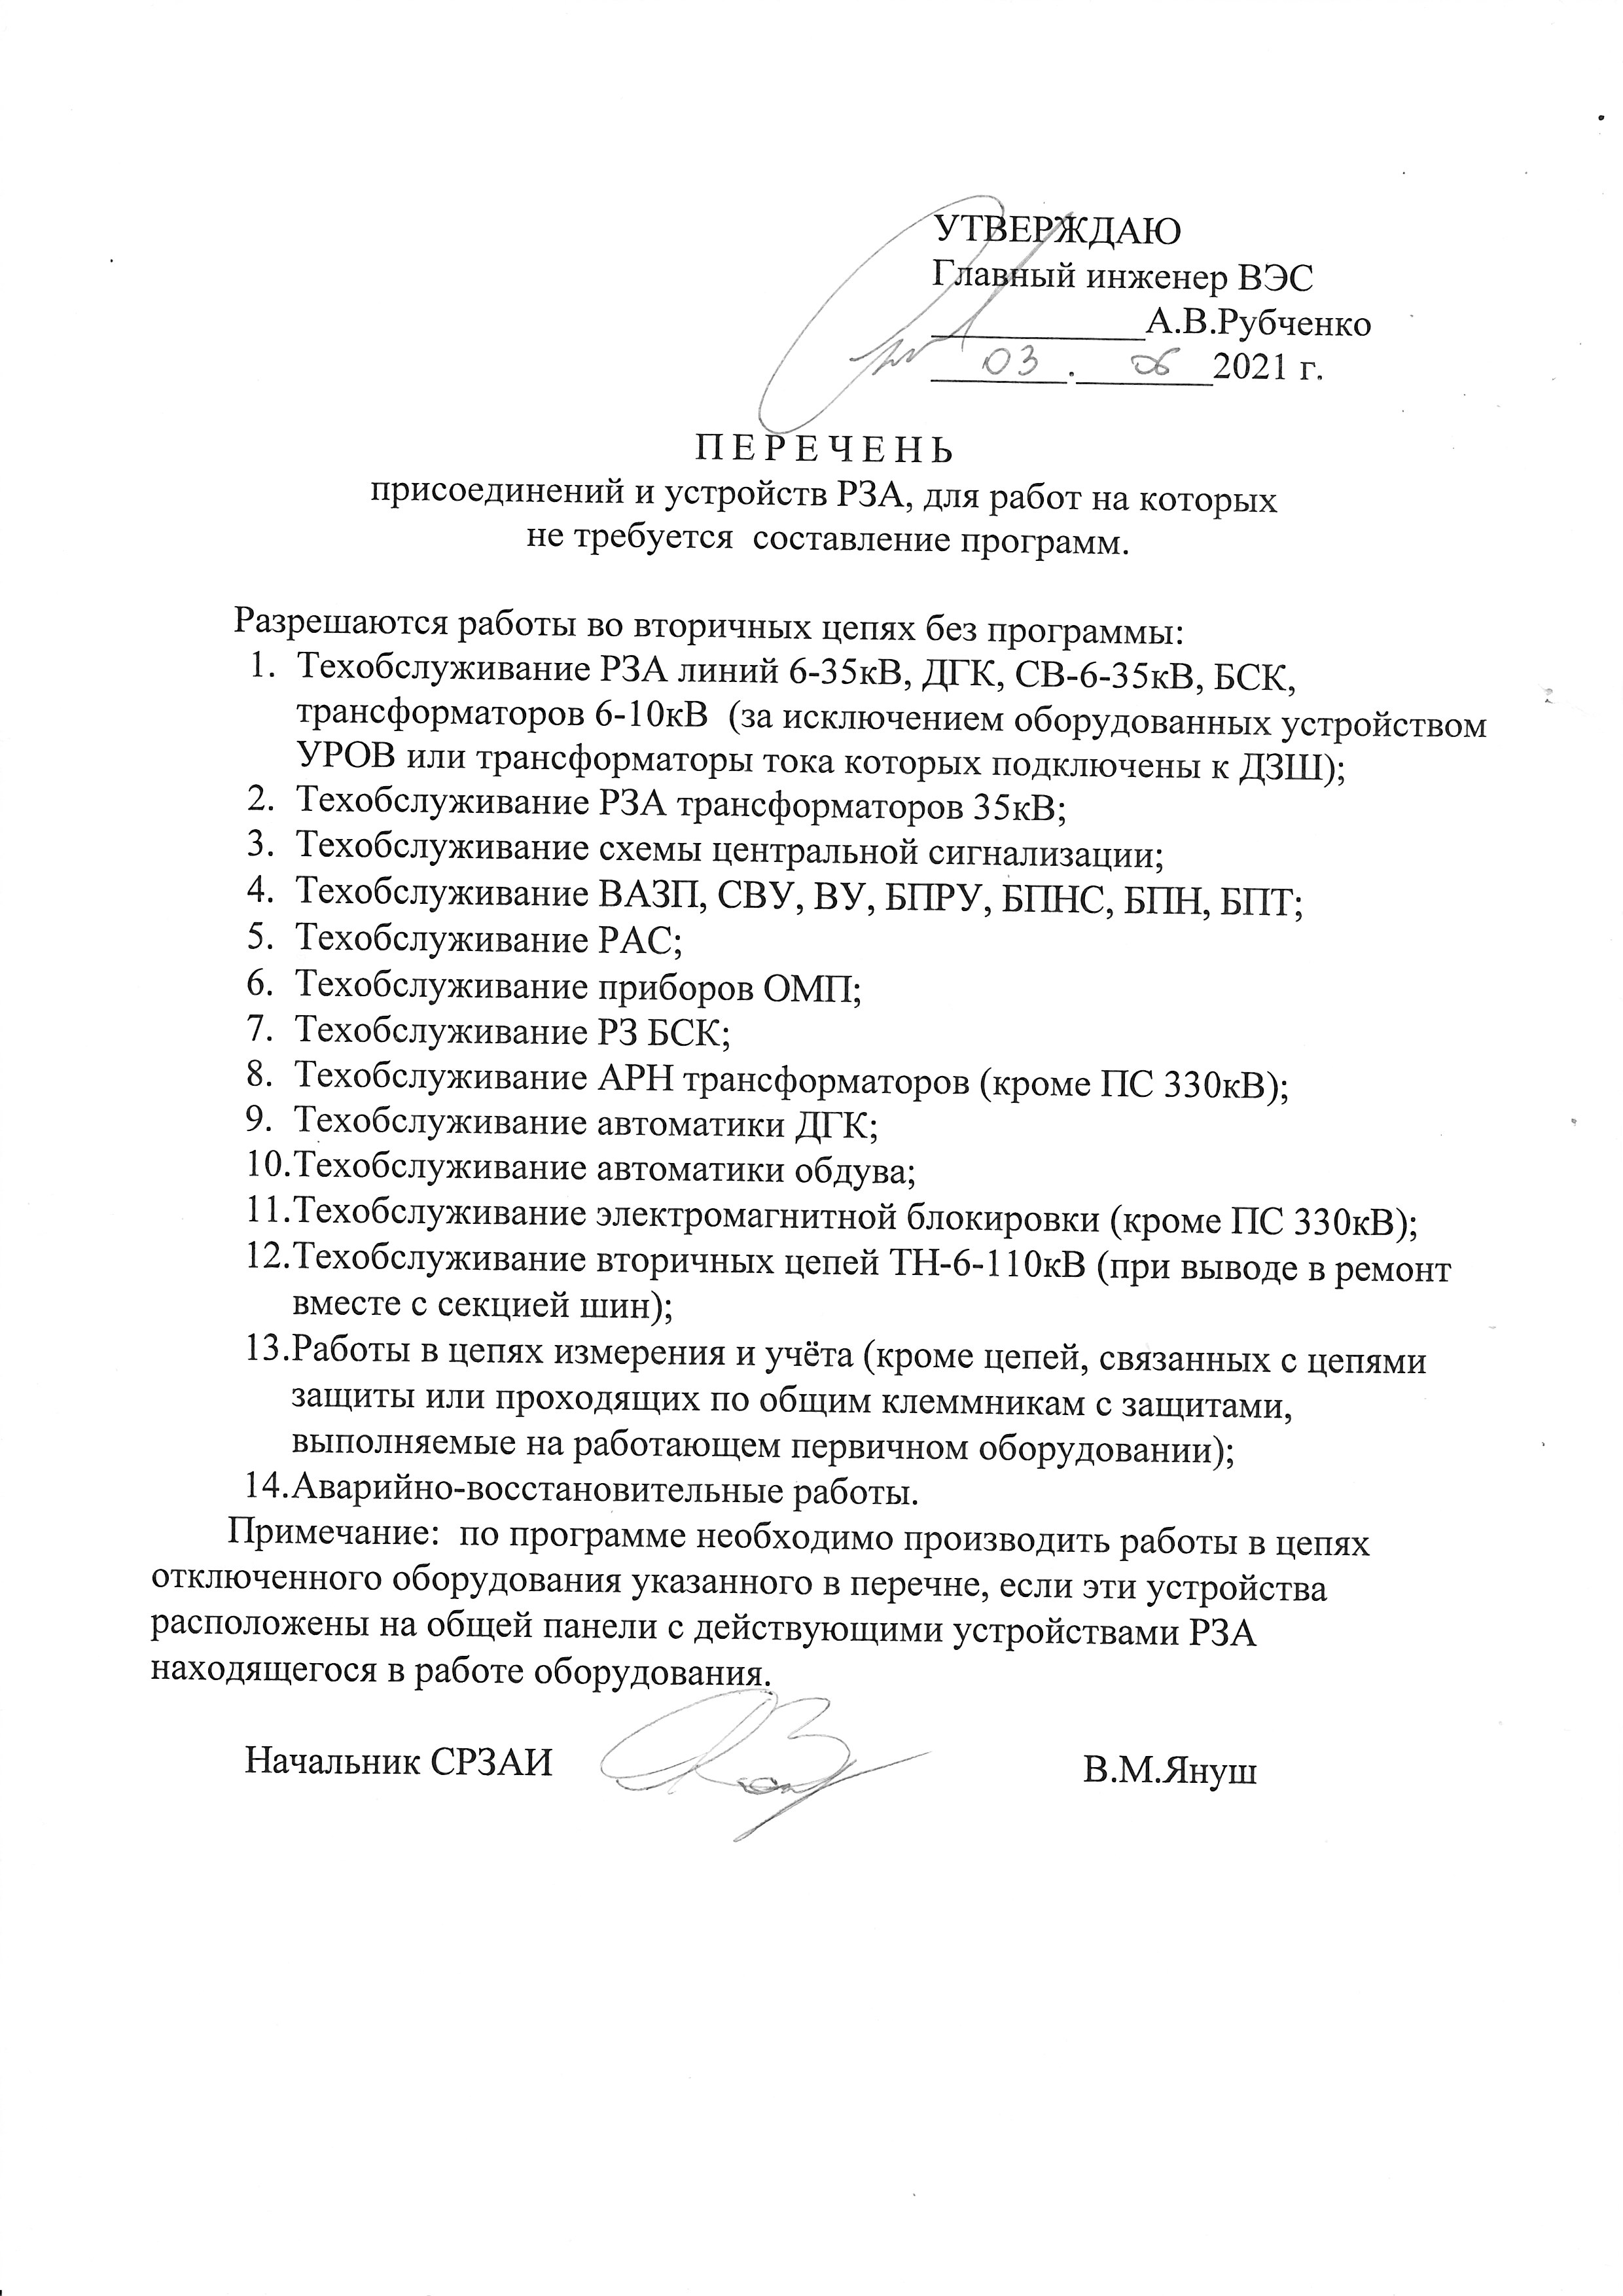 УТВЕРЖДАЮ
Главный инженер ВЭС
____________А.В.Рубченко
03.06 2021 г.
П Е Р Е Ч Е Н Ь
присоединений и устройств РЗА, для работ на которых
не требуется составление программ.
Разрешаются работы во вторичных цепях без программы:
1. Техобслуживание РЗА линий 6-35кВ, ДГК, СВ-6-35кВ, БСК,
трансформаторов 6-10кВ (за исключением оборудованных устройством
УРОВ или трансформаторы тока которых подключены к ДЗШ);
2. Техобслуживание РЗА трансформаторов 35кВ;
3. Техобслуживание схемы центральной сигнализации;
4. Техобслуживание ВАЗП, СВУ, ВУ, БПРУ, БПНС, БПН, БПТ;
5. Техобслуживание РАС;
6. Техобслуживание приборов ОМП;
7. Техобслуживание РЗ БСК;
8. Техобслуживание АРН трансформаторов (кроме ПС 330кВ);
9. Техобслуживание автоматики ДГК;
10.Техобслуживание автоматики обдува;
11.Техобслуживание электромагнитной блокировки (кроме ПС 330кВ);
12.Техобслуживание вторичных цепей ТН-6-110кВ (при выводе в ремонт
вместе с секцией шин);
13.Работы в цепях измерения и учёта (кроме цепей, связанных с цепями
защиты или проходящих по общим клеммникам с защитами,
выполняемые на работающем первичном оборудовании);
14.Аварийно-восстановительные работы.
Примечание: по программе необходимо производить работы в цепях
отключенного оборудования указанного в перечне, если эти устройства
расположены на общей панели с действующими устройствами РЗА
находящегося в работе оборудования.
Начальник СРЗАИ В.М.Януш